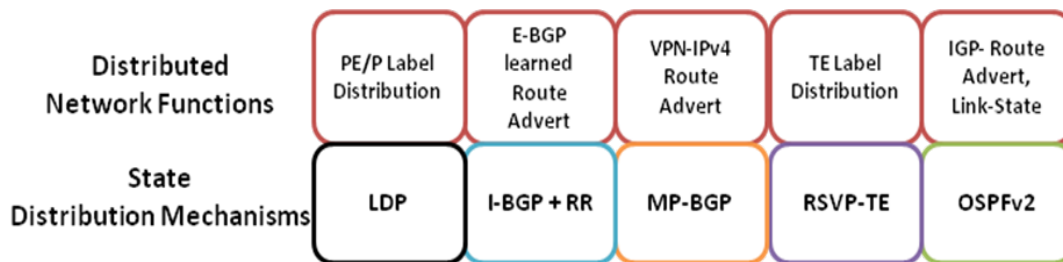 Distributed
Network Functions
PE/P Label
Distribution
E-BGP
learned
Route
Advert
VPN-IPv4
Route
Advert
TE Label
Distribution
IGP- Route
Advert,
Link-State
State
Distribution Mechanisms
LDP
I-BGP + RR
MP-BGP
RSVP-TE
OSPFv2